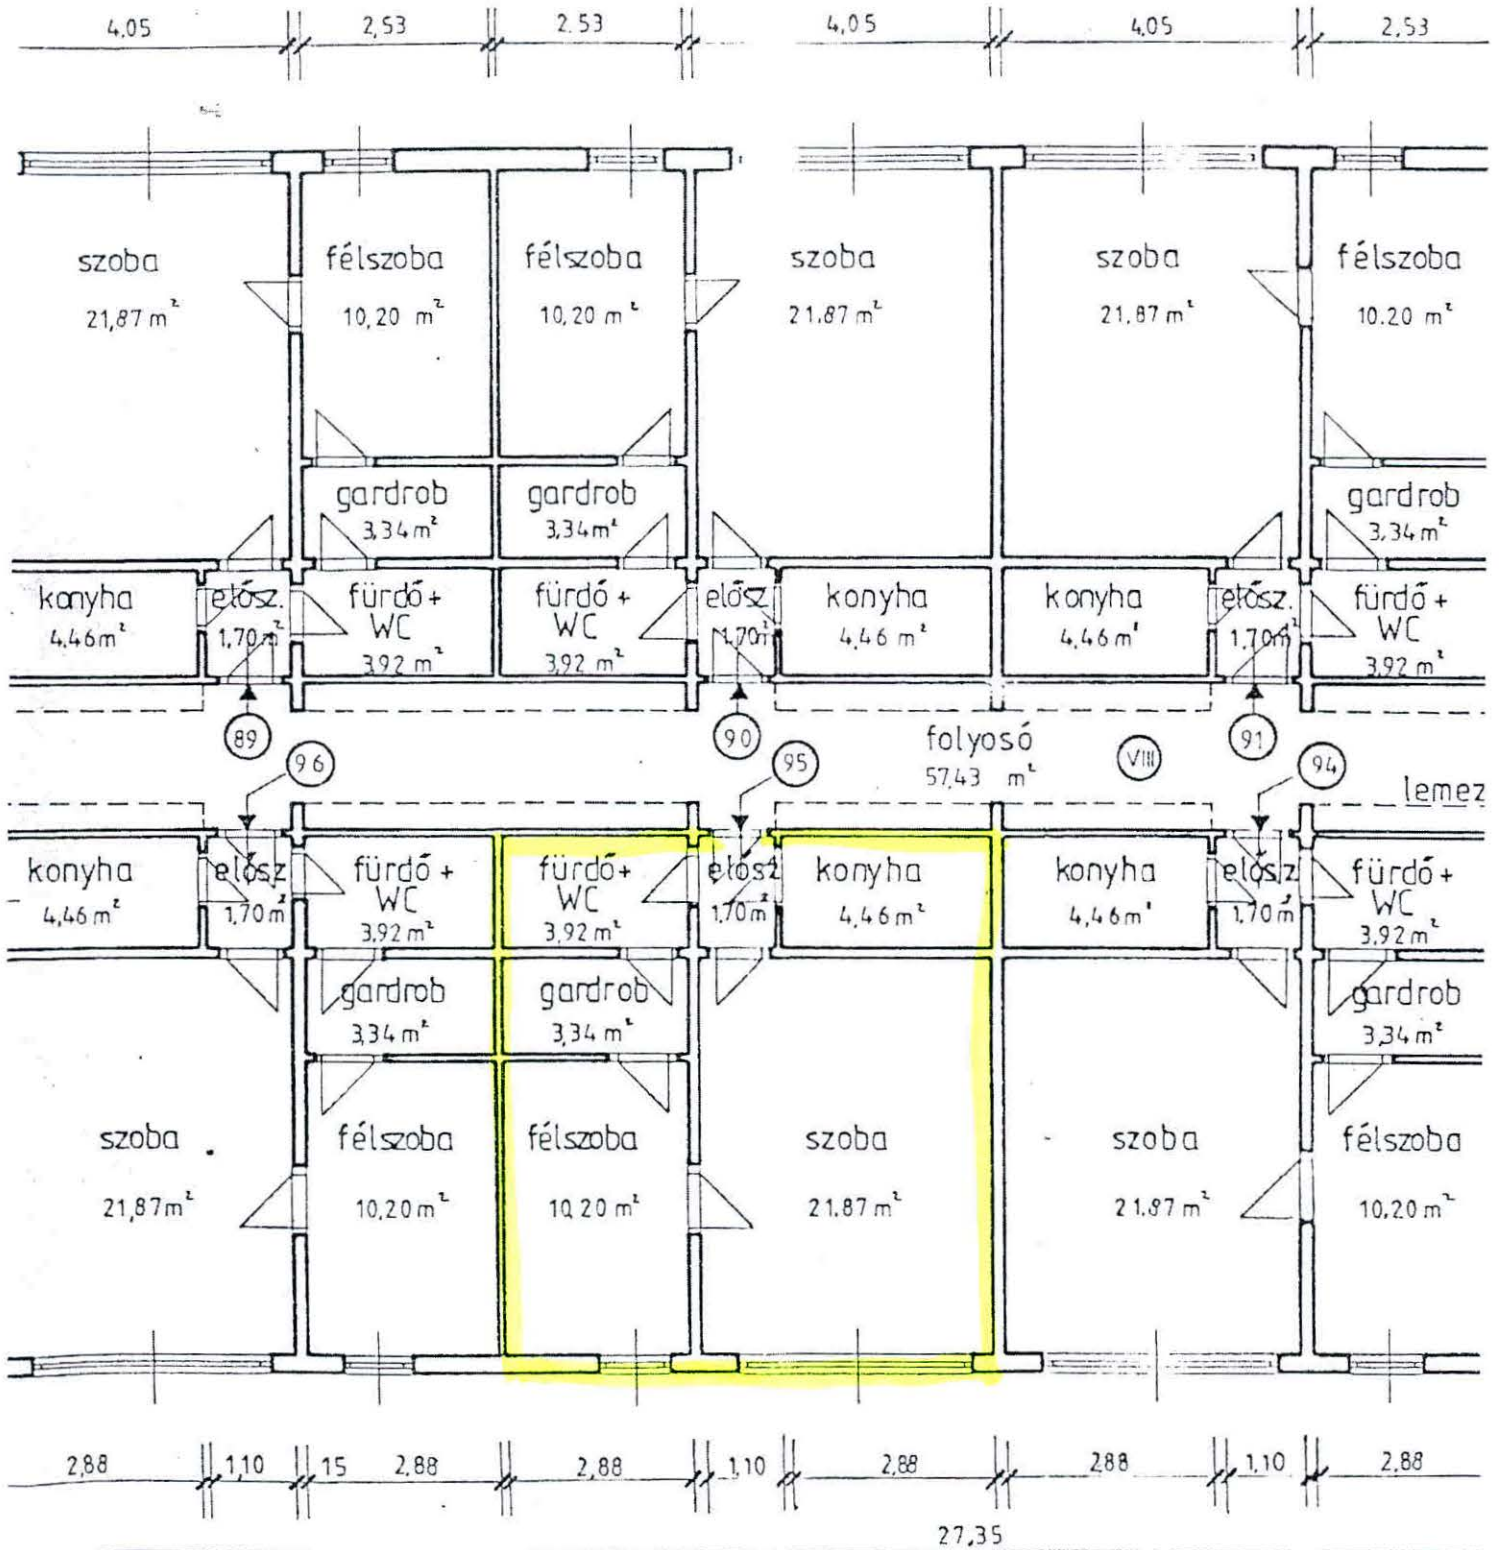 4,05 2,53 2.53 4,05 4,05 2,53
szoba félszoba félszoba szoba szoba félszoba
21,87 m² 10,20 m² 10,20 m² 21.87 m² 21,87 m² 10.20 m²
gardrob gardrob gardrob
3,34 m² 3,34 m² 3,34 m²
konyha elősz. fürdő + fürdő + elősz konyha konyha elősz. fürdő +
WC WC WC
4,46 m² 1,70 m² 3,92 m² 3,92 m² 1,70 m² 4,46 m² 4,46 m² 1,70 m² 3,92 m²
89 90 folyosó VIII 91
96 95 57,43 m² 94
lemez
konyha elősz fürdő + fürdő + elősz konyha konyha elősz fürdő +
WC WC WC
4,46 m² 1,70 m² 3,92 m² 3,92 m² 1,70 m² 4,46 m² 4,46 m² 1,70 m² 3,92 m²
gardrob gardrob gardrob
3,34 m² 3,34 m² 3,34 m²
szoba félszoba félszoba szoba szoba félszoba
21,87 m² 10,20 m² 10,20 m² 21.87 m² 21.87 m² 10,20 m²
2,88 1,10 15 2,88 2,88 1,10 2,88 2,88 1,10 2,88
27,35